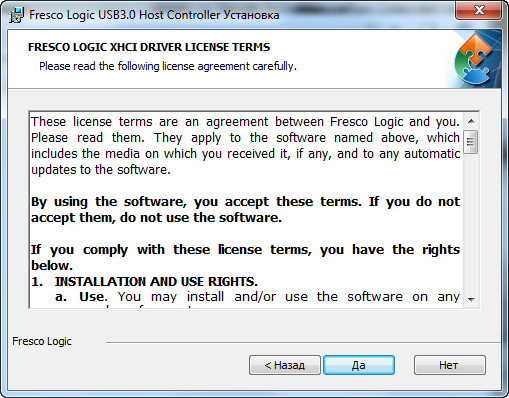 Fresco Logic USB3.0 Host Controller Установка
FRESCO LOGIC XHCI DRIVER LICENSE TERMS
Please read the following license agreement carefully.
These license terms are an agreement between Fresco Logic and you.
Please read them. They apply to the software named above, which
includes the media on which you received it, if any, and to any automatic
updates to the software.
By using the software, you accept these terms. If you do not
accept them, do not use the software.
If you comply with these license terms, you have the rights
below.
1. INSTALLATION AND USE RIGHTS.
a. Use. You may install and/or use the software on any
Fresco Logic
< Назад
Да
Нет